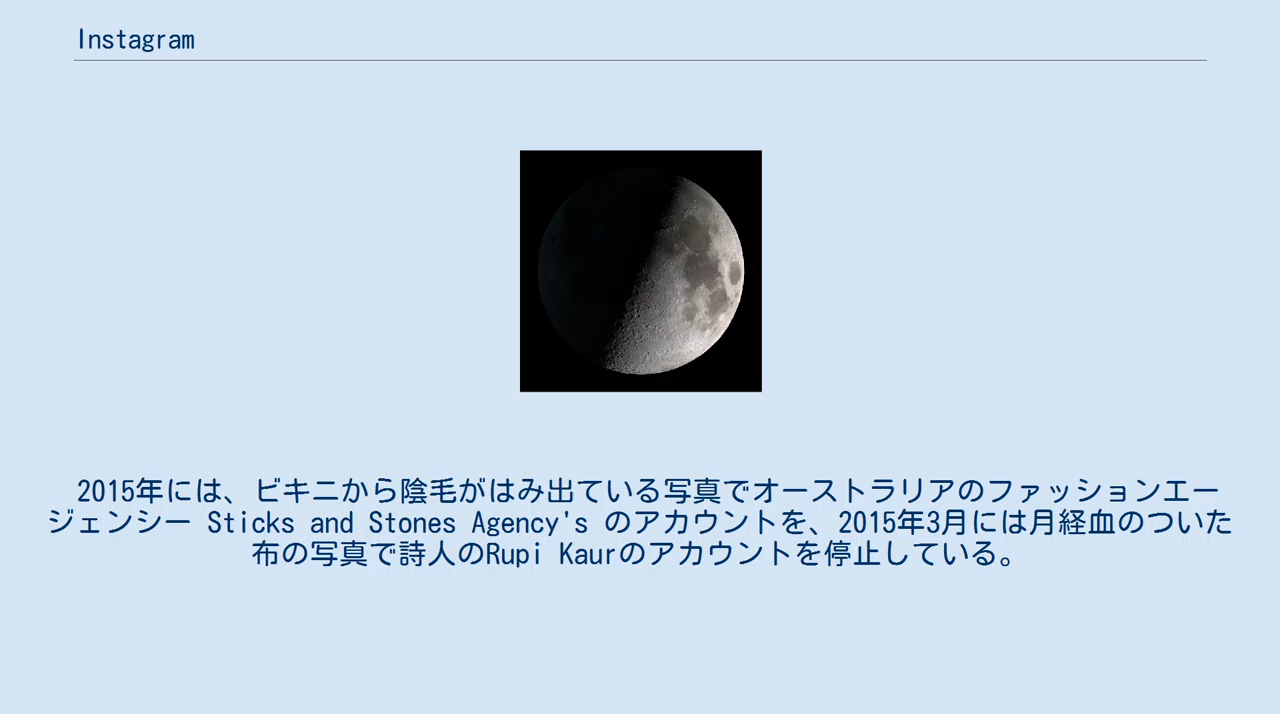 Instagram
2015年には、ビキニから陰毛がはみ出ている写真でオーストラリアのファッションエー
ジェンシー Sticks and Stones Agency's のアカウントを、2015年3月には月経血のついた
布の写真で詩人のRupi Kaurのアカウントを停止している。